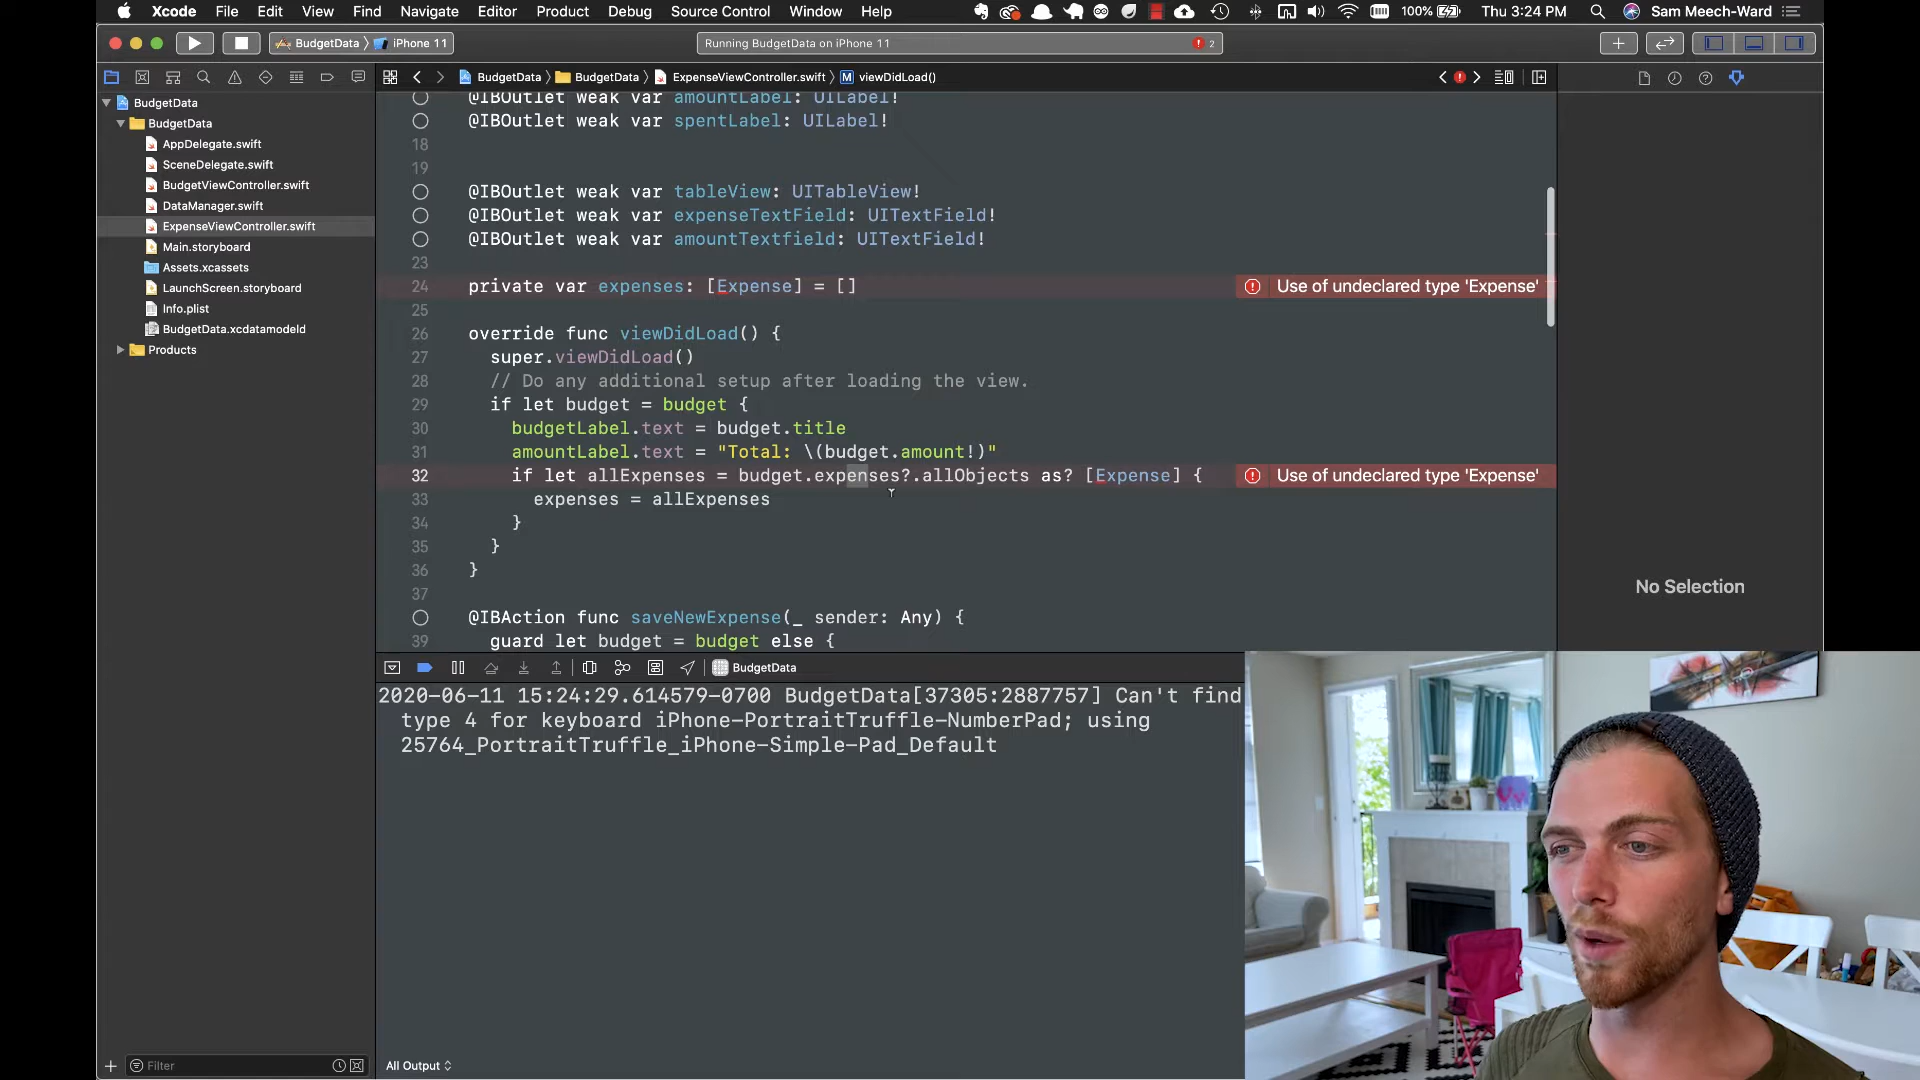 Xcode File Edit View Find Navigate Editor Product Debug Source Control Window Help 100% Thu 3:24 PM Sam Meech-Ward
BudgetData iPhone 11 Running BudgetData on iPhone 11 2
BudgetData BudgetData ExpenseViewController.swift M viewDidLoad()
BudgetData
BudgetData
AppDelegate.swift
SceneDelegate.swift
BudgetViewController.swift
DataManager.swift
ExpenseViewController.swift
Main.storyboard
Assets.xcassets
LaunchScreen.storyboard
Info.plist
BudgetData.xcdatamodeld
Products
Filter
@IBOutlet weak var amountLabel: UILabel!
@IBOutlet weak var spentLabel: UILabel!
18
19
@IBOutlet weak var tableView: UITableView!
@IBOutlet weak var expenseTextField: UITextField!
@IBOutlet weak var amountTextfield: UITextField!
23
24 private var expenses: [Expense] = [] Use of undeclared type 'Expense'
25
26 override func viewDidLoad() {
27 super.viewDidLoad()
28 // Do any additional setup after loading the view.
29 if let budget = budget {
30 budgetLabel.text = budget.title
31 amountLabel.text = "Total: \(budget.amount!)"
32 if let allExpenses = budget.expenses?.allObjects as? [Expense] { Use of undeclared type 'Expense'
33 expenses = allExpenses
34 }
35 }
36 }
37
@IBAction func saveNewExpense(_ sender: Any) {
39 guard let budget = budget else {
No Selection
BudgetData
2020-06-11 15:24:29.614579-0700 BudgetData[37305:2887757] Can't find
type 4 for keyboard iPhone-PortraitTruffle-NumberPad; using
25764_PortraitTruffle_iPhone-Simple-Pad_Default
All Output